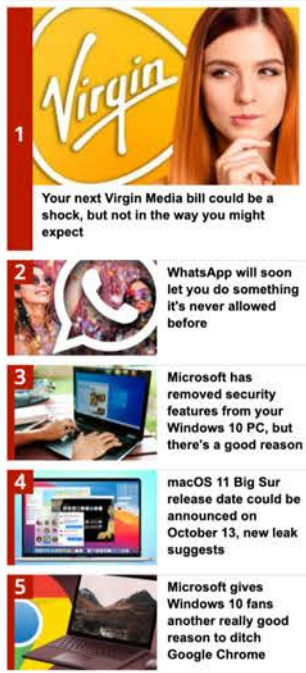 Virgin
1
Your next Virgin Media bill could be a
shock, but not in the way you might
expect
2
WhatsApp will soon
let you do something
it's never allowed
before
3
Microsoft has
removed security
features from your
Windows 10 PC, but
there's a good reason
4
macOS 11 Big Sur
release date could be
announced on
October 13, new leak
suggests
5
Microsoft gives
Windows 10 fans
another really good
reason to ditch
Google Chrome